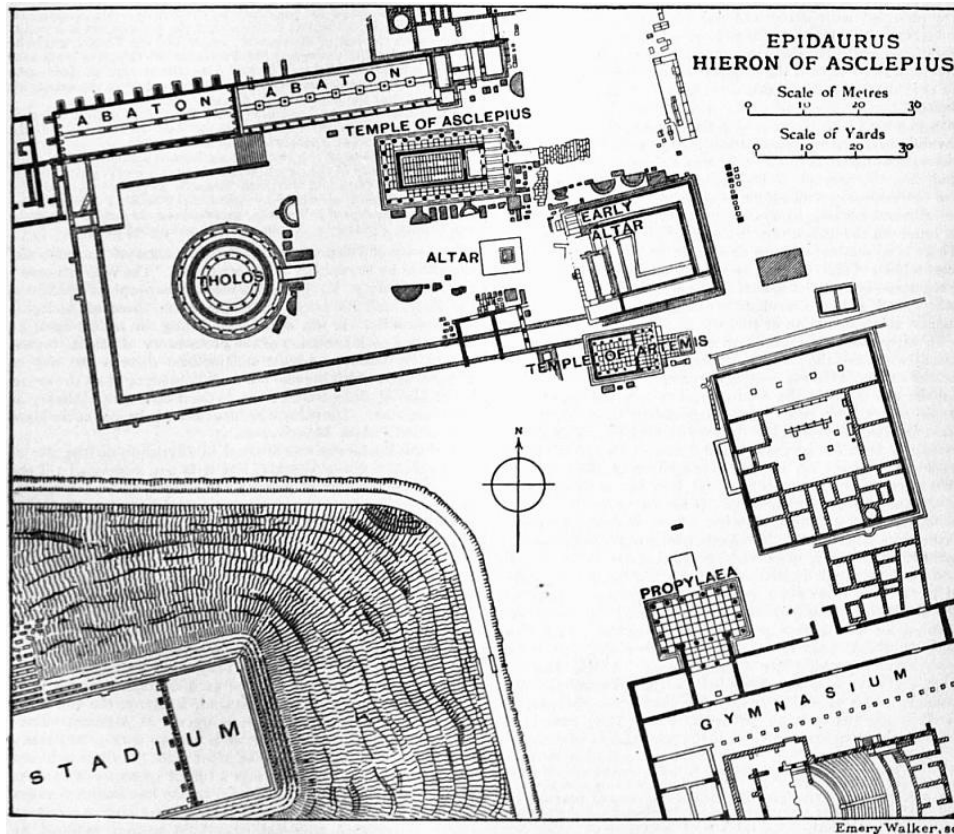 EPIDAURUS
HIERON OF ASCLEPIUS
Scale of Metres
0 10 20 30
Scale of Yards
0 10 20 30
ABATON
ABATON
TEMPLE OF ASCLEPIUS
EARLY
ALTAR
ALTAR
THOLOS
TEMPLE OF ARTEMIS
N
PROPYLAEA
GYMNASIUM
STADIUM
Emery Walker, sc